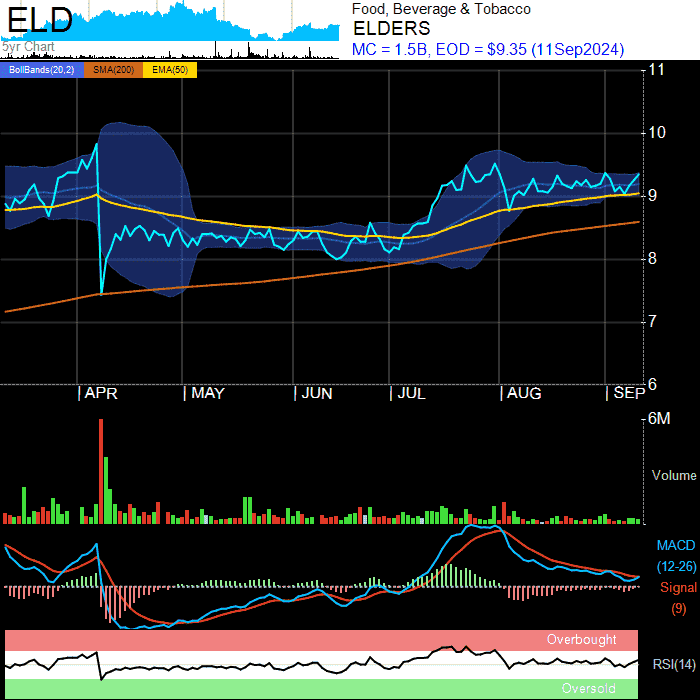 ELD
5yr Chart
Food, Beverage & Tobacco
ELDERS
MC = 1.5B, EOD = $9.35 (11Sep2024)
BollBands(20,2) SMA(200) EMA(50)
11
10
9
8
7
6
APR MAY JUN JUL AUG SEP
6M
Volume
MACD
(12-26)
Signal
(9)
Overbought
RSI(14)
Oversold